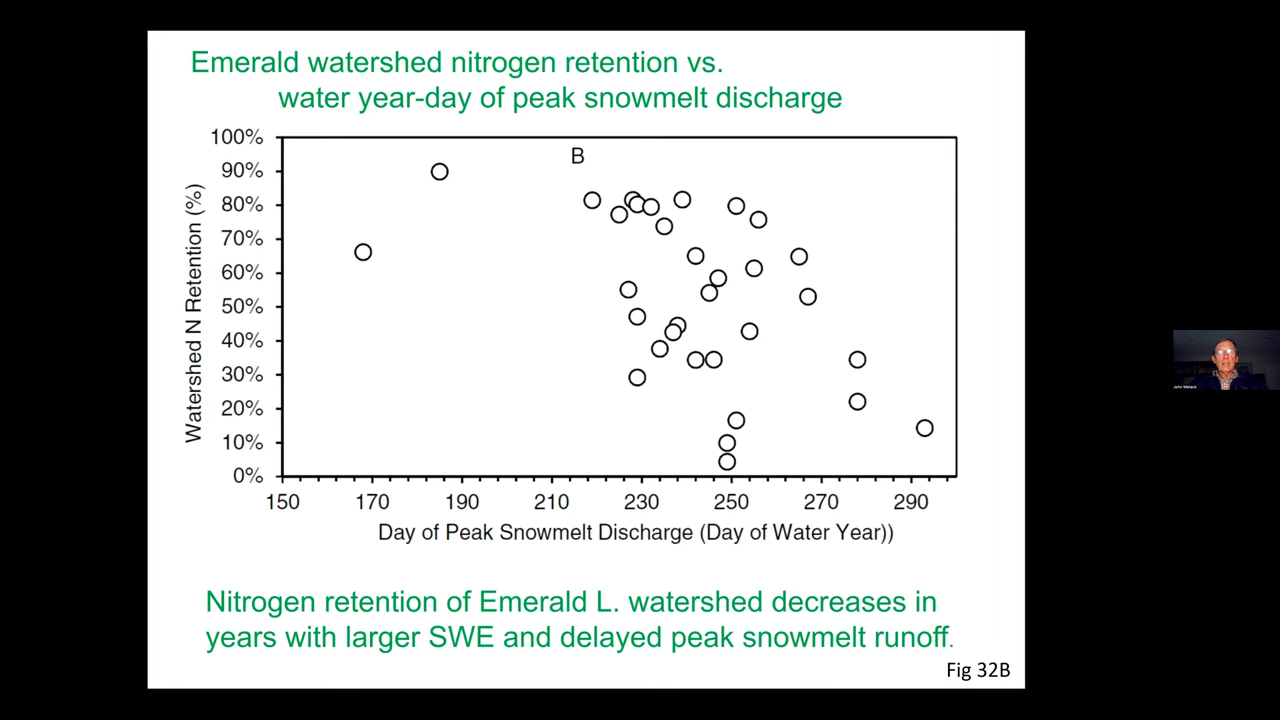 Emerald watershed nitrogen retention vs.
water year-day of peak snowmelt discharge
B
Watershed N Retention (%)
100%
90%
80%
70%
60%
50%
40%
30%
20%
10%
0%
150 170 190 210 230 250 270 290
Day of Peak Snowmelt Discharge (Day of Water Year))
Nitrogen retention of Emerald L. watershed decreases in
years with larger SWE and delayed peak snowmelt runoff.
Fig 32B
John Melack